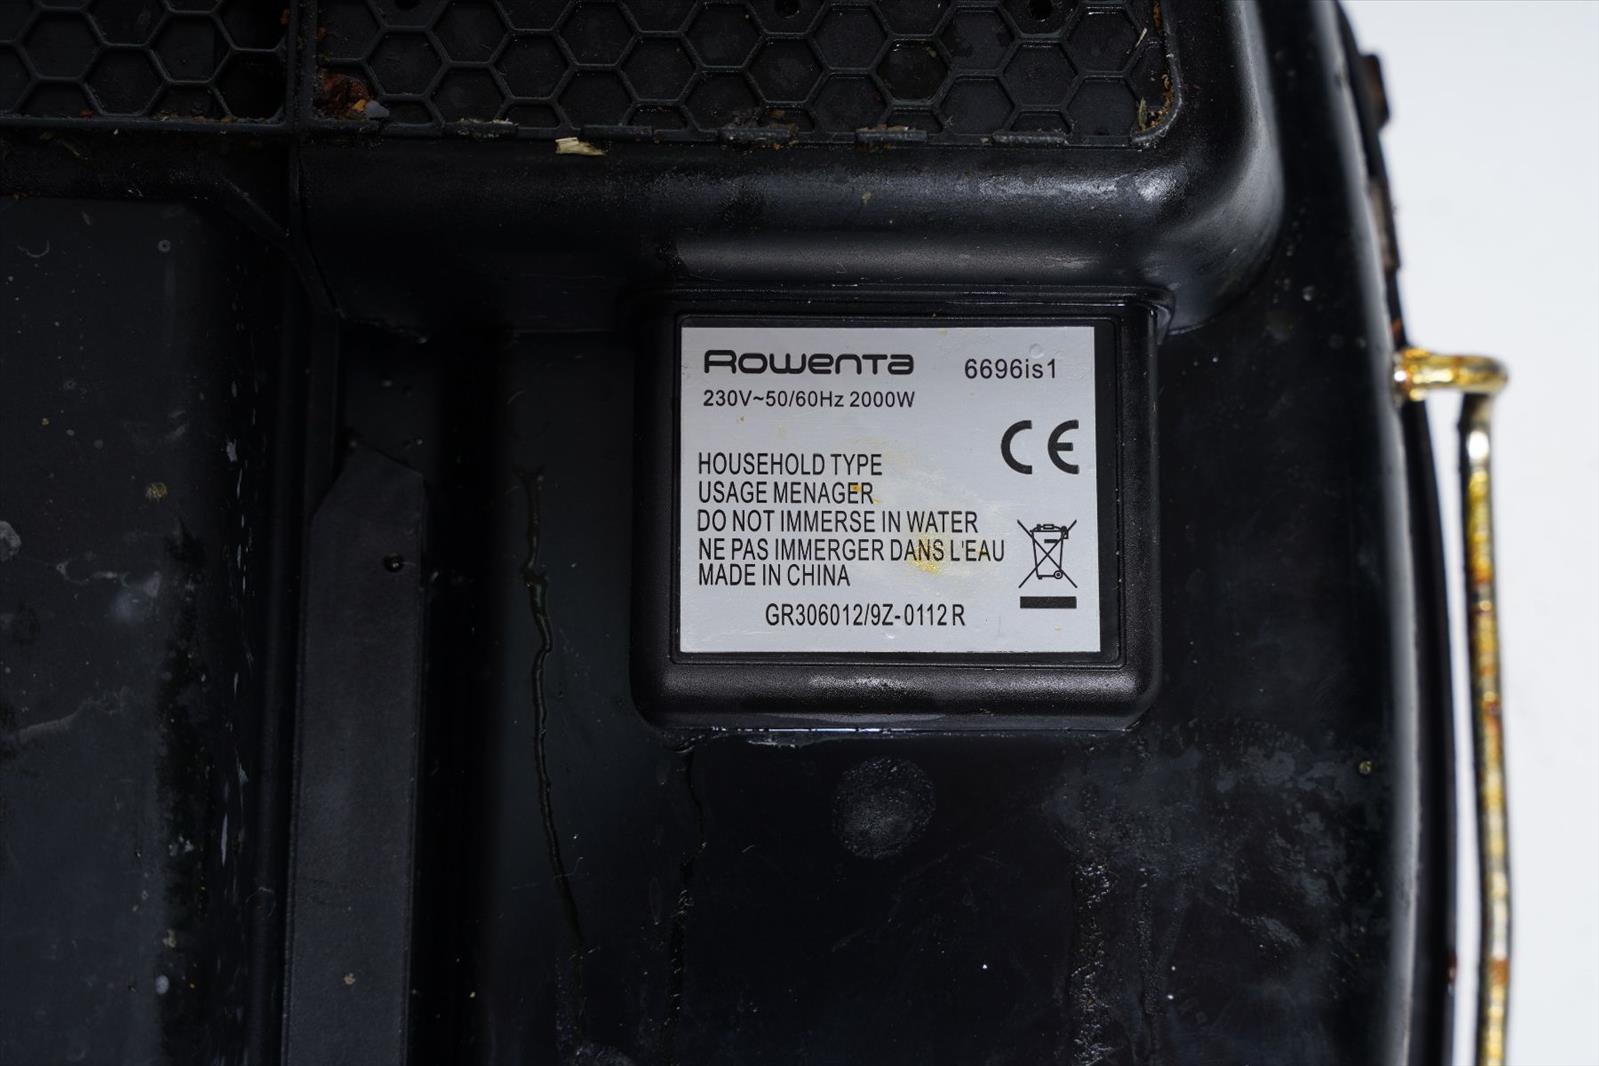 Rowenta 6696is1
230V~50/60Hz 2000W
CE
HOUSEHOLD TYPE
USAGE MENAGER
DO NOT IMMERSE IN WATER
NE PAS IMMERGER DANS L'EAU
MADE IN CHINA
GR306012/9Z-0112 R